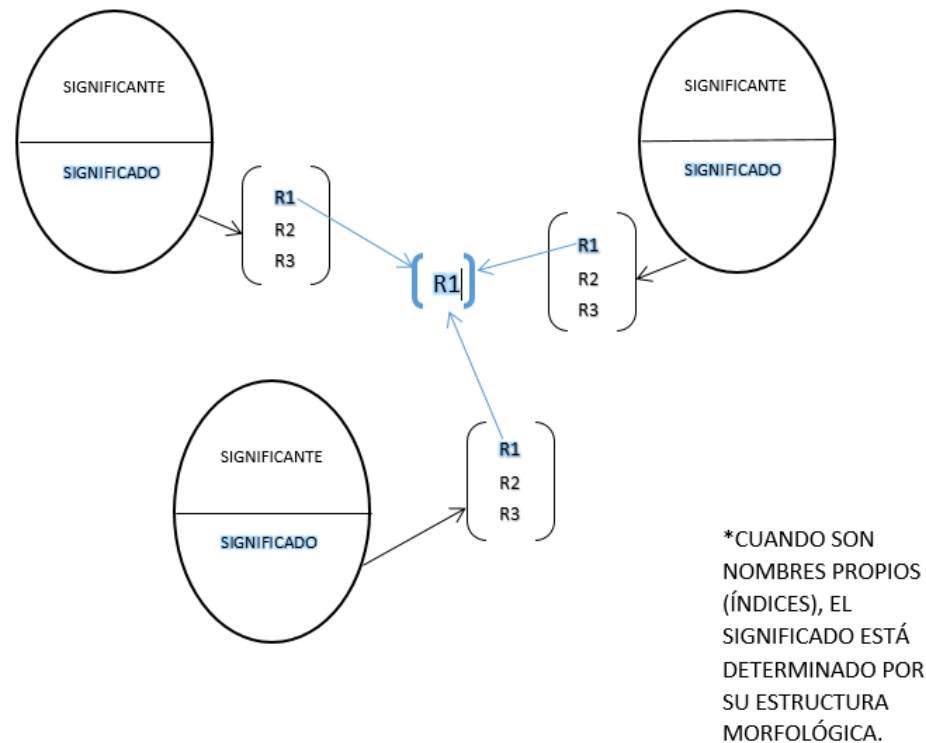 SIGNIFICANTE
SIGNIFICADO
R1
R2
R3
SIGNIFICANTE
SIGNIFICADO
R1
R2
R3
R1
SIGNIFICANTE
SIGNIFICADO
R1
R2
R3
*CUANDO SON
NOMBRES PROPIOS
(ÍNDICES), EL
SIGNIFICADO ESTÁ
DETERMINADO POR
SU ESTRUCTURA
MORFOLÓGICA.